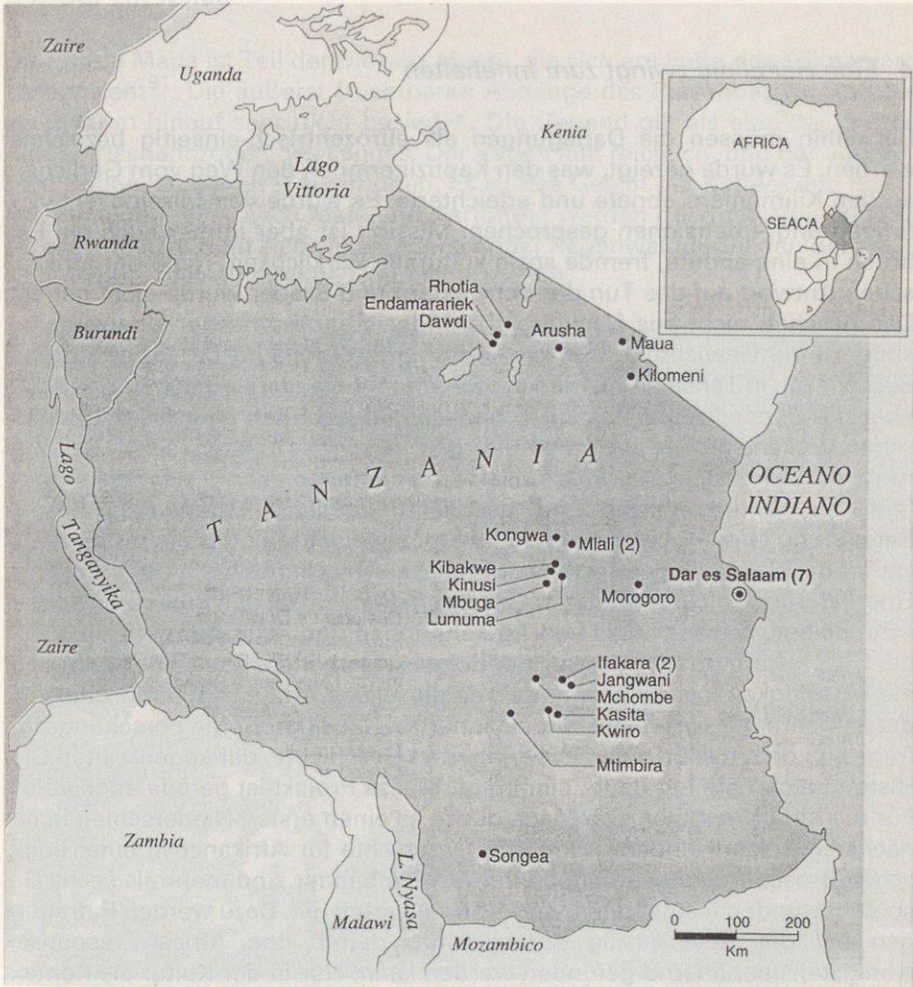 Zaire
Uganda
Kenia
Lago
Vittoria
AFRICA
SEACA
Rwanda
Burundi
Rhotia
Endamarariek
Dawdi
Arusha
Maua
Kilomeni
Lago
Tanganyika
TANZANIA
OCEANO
INDIANO
Kongwa
Mlali (2)
Kibakwe
Kinusi
Mbuga
Lumuma
Morogoro
Dar es Salaam (7)
Zaire
Ifakara (2)
Jangwani
Mchombe
Kasita
Kwiro
Mtimbira
Zambia
Songea
Malawi
L. Nyasa
Mozambico
0 100 200
Km